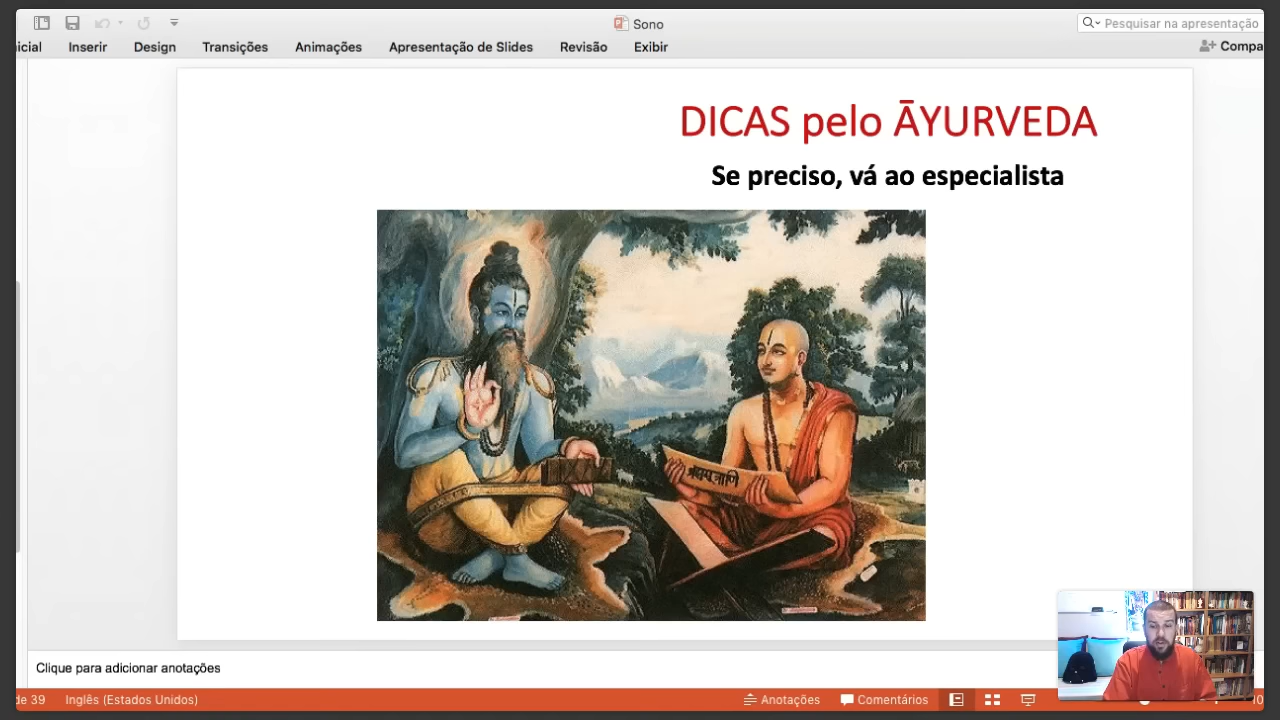 Sono
Pesquisar na apresentação
icial Inserir Design Transições Animações Apresentação de Slides Revisão Exibir Compa
DICAS pelo ĀYURVEDA
Se preciso, vá ao especialista
Clique para adicionar anotações
de 39 Inglês (Estados Unidos) Anotações Comentários